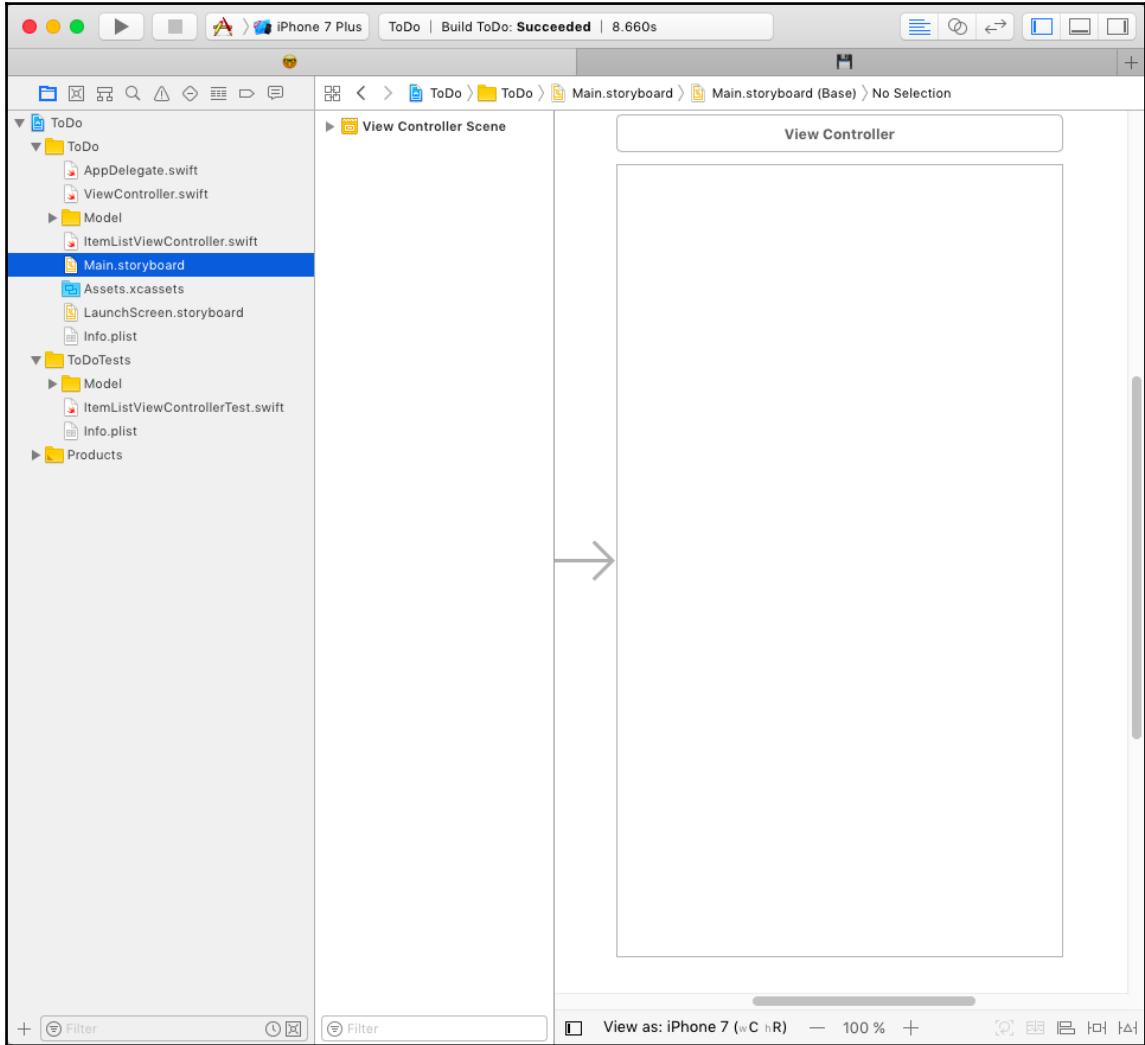 iPhone 7 Plus
ToDo | Build ToDo: Succeeded | 8.660s
ToDo 〉 ToDo 〉 Main.storyboard 〉 Main.storyboard (Base) 〉 No Selection
ToDo
ToDo
AppDelegate.swift
ViewController.swift
Model
ItemListViewController.swift
Main.storyboard
Assets.xcassets
LaunchScreen.storyboard
Info.plist
ToDoTests
Model
ItemListViewControllerTest.swift
Info.plist
Products
Filter
View Controller Scene
Filter
View Controller
View as: iPhone 7 (wC hR) — 100 % +